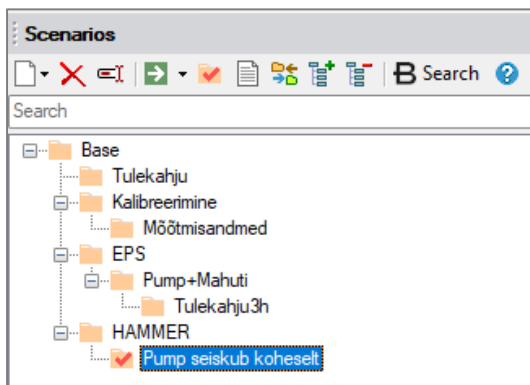 Scenarios
Search
Search
Base
Tulekahju
Kalibreerimine
Mõõtmisandmed
EPS
Pump+Mahuti
Tulekahju3h
HAMMER
Pump seiskub koheselt